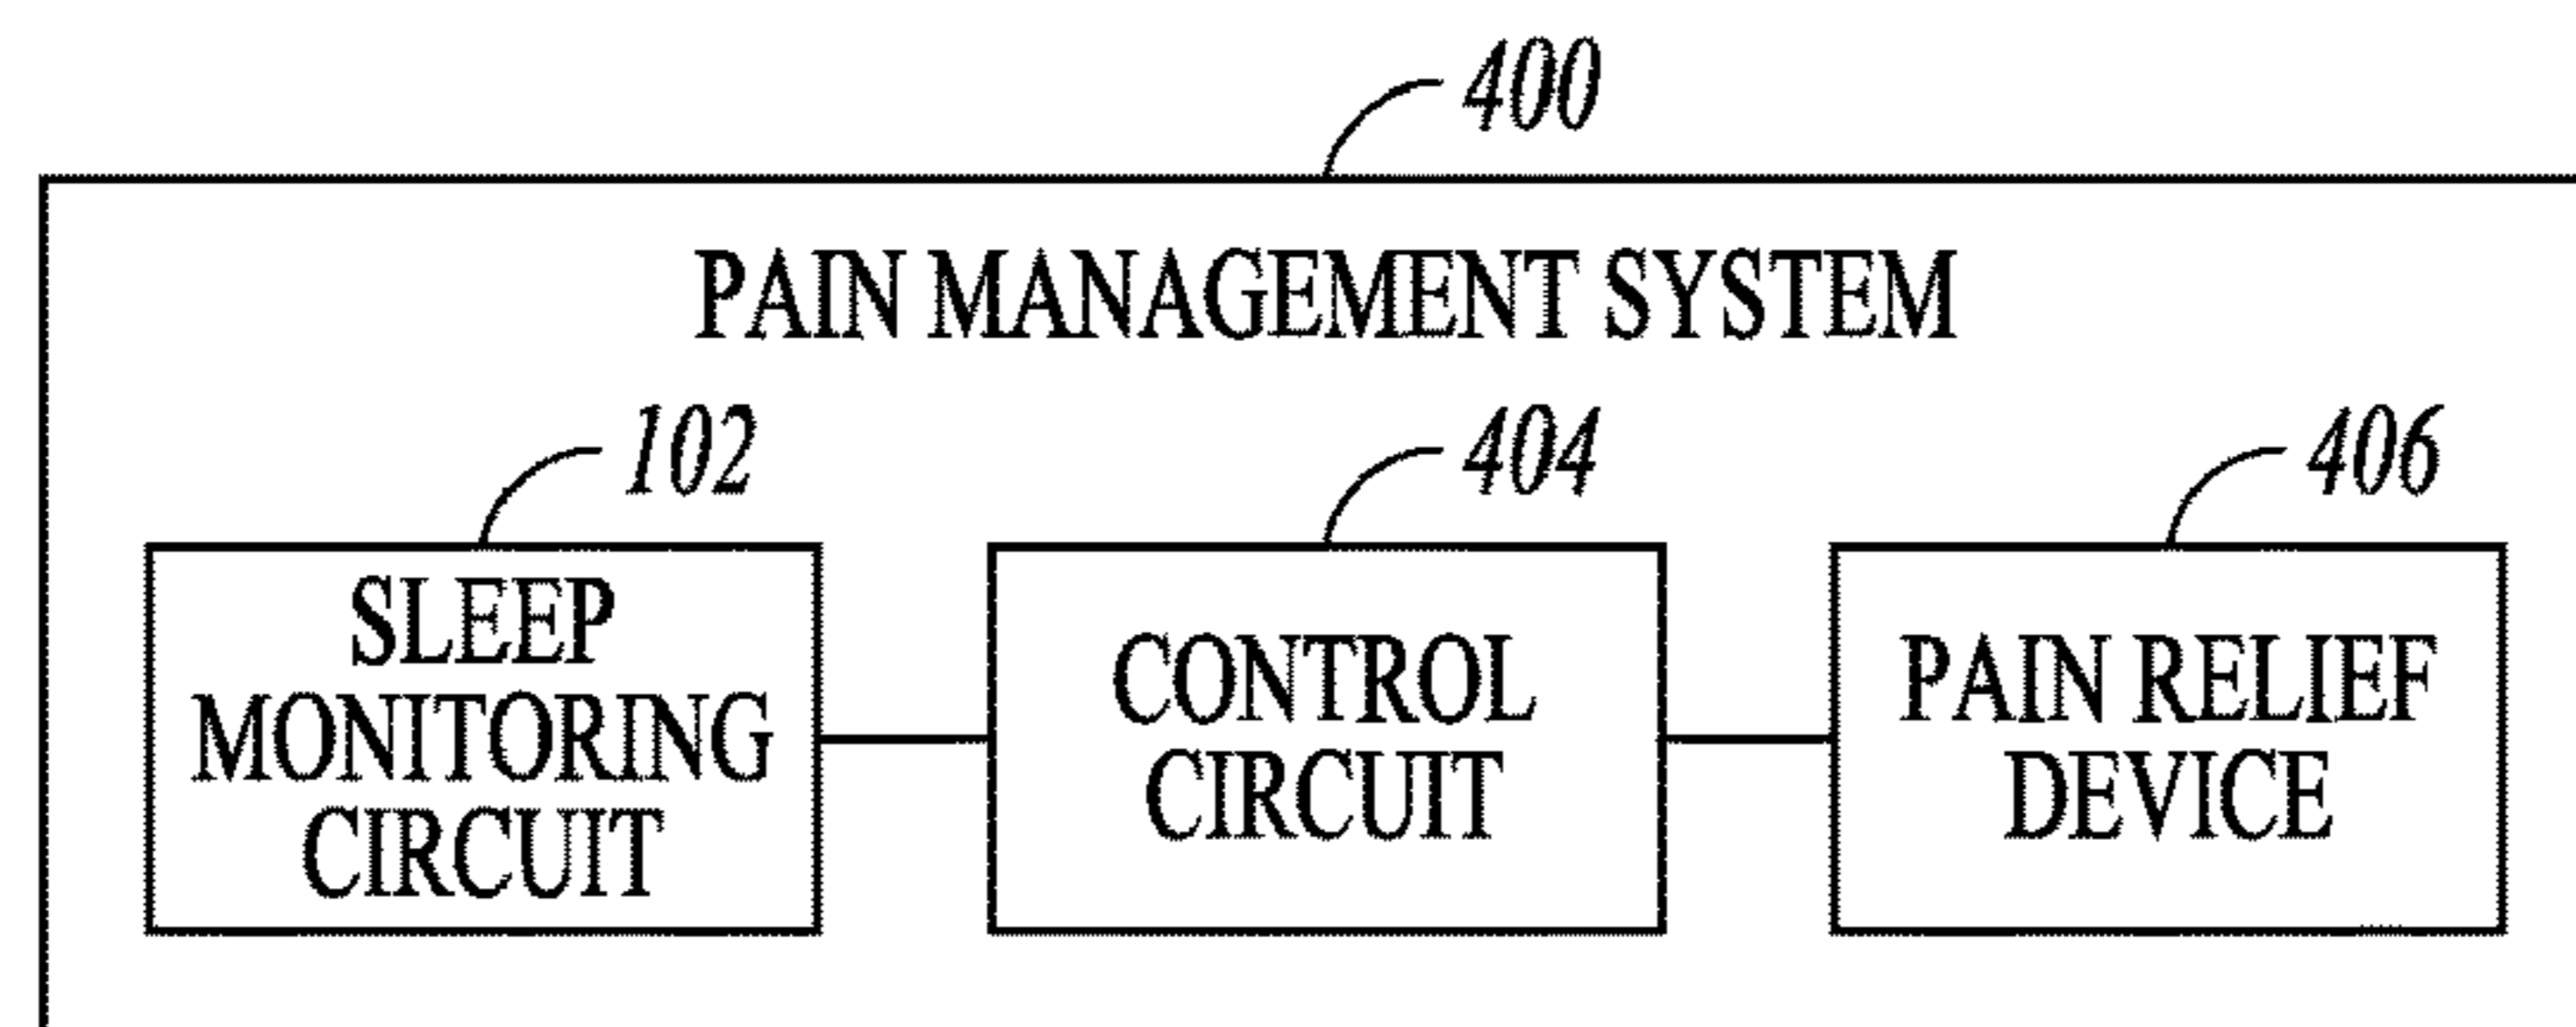 400
PAIN MANAGEMENT SYSTEM
102
404
406
SLEEP
MONITORING
CIRCUIT
CONTROL
CIRCUIT
PAIN RELIEF
DEVICE